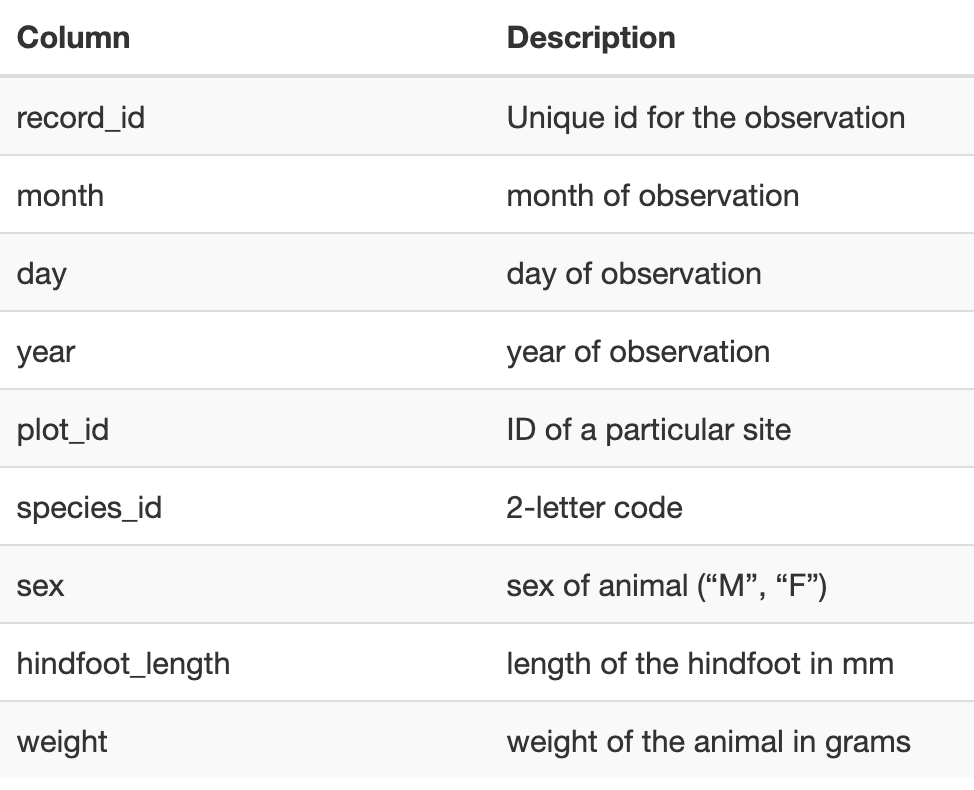 Column Description
record_id Unique id for the observation
month month of observation
day day of observation
year year of observation
plot_id ID of a particular site
species_id 2-letter code
sex sex of animal (“M”, “F”)
hindfoot_length length of the hindfoot in mm
weight weight of the animal in grams